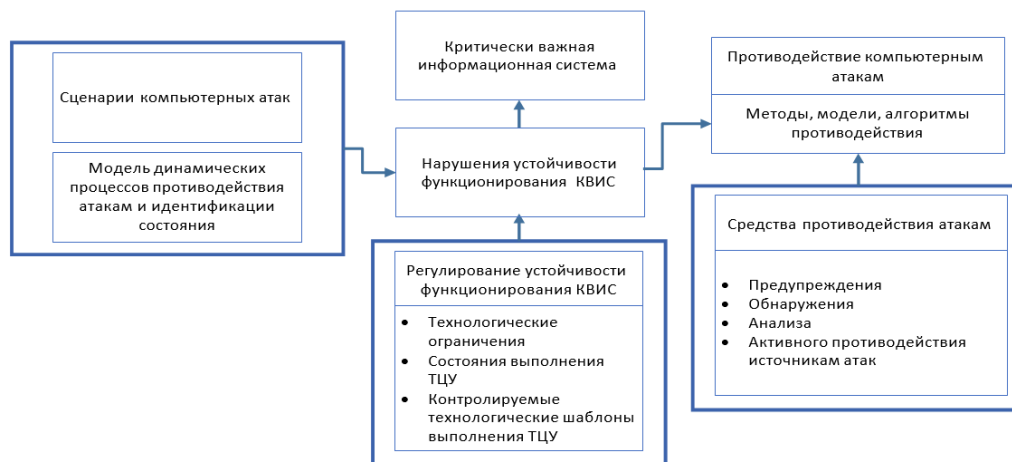 Сценарии компьютерных атак
Модель динамических
процессов противодействия
атакам и идентификации
состояния
Критически важная
информационная система
Нарушения устойчивости
функционирования КВИС
Регулирование устойчивости
функционирования КВИС
• Технологические
ограничения
• Состояния выполнения
ТЦУ
• Контролируемые
технологические шаблоны
выполнения ТЦУ
Противодействие компьютерным
атакам
Методы, модели, алгоритмы
противодействия
Средства противодействия атакам
• Предупреждения
• Обнаружения
• Анализа
• Активного противодействия
источникам атак